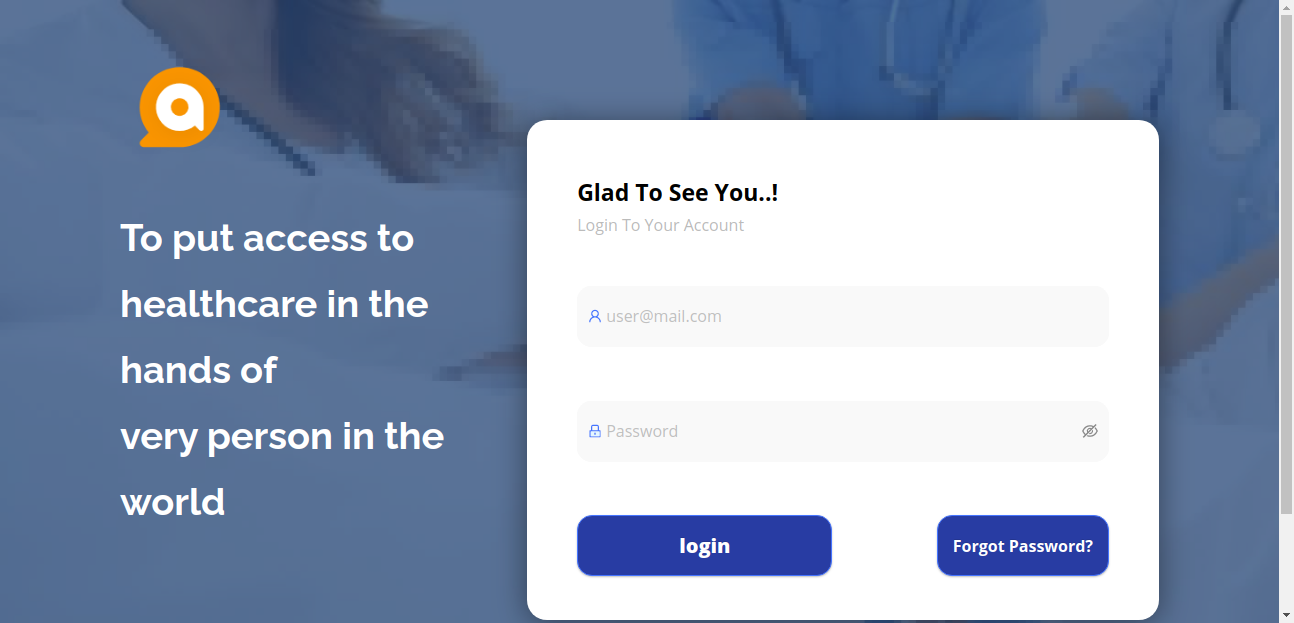 To put access to
healthcare in the
hands of
very person in the
world
Glad To See You..!
Login To Your Account
user@mail.com
Password
login
Forgot Password?